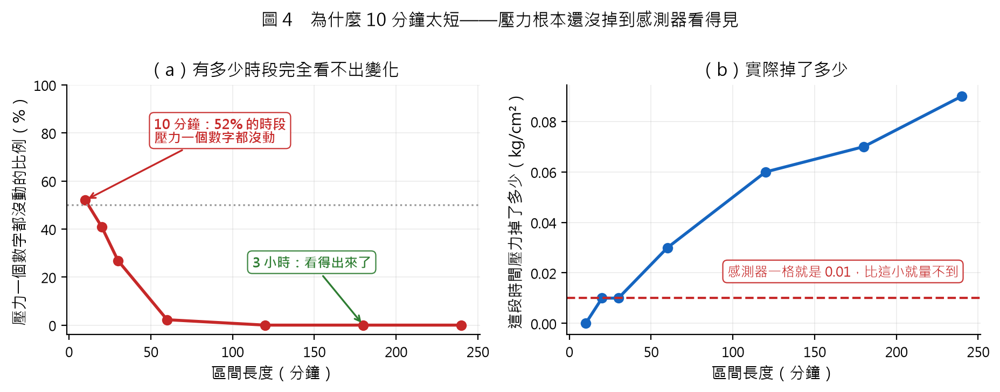 圖 4　為什麼 10 分鐘太短——壓力根本還沒掉到感測器看得見
（a）有多少時段完全看不出變化
壓力一個數字都沒動的比例（%）
100
80
60
40
20
0
10 分鐘：52% 的時段
壓力一個數字都沒動
3 小時：看得出來了
0 50 100 150 200 250
區間長度（分鐘）
（b）實際掉了多少
這段時間壓力掉了多少（kg/cm²）
0.08
0.06
0.04
0.02
0.00
感測器一格就是 0.01，比這小就量不到
0 50 100 150 200 250
區間長度（分鐘）